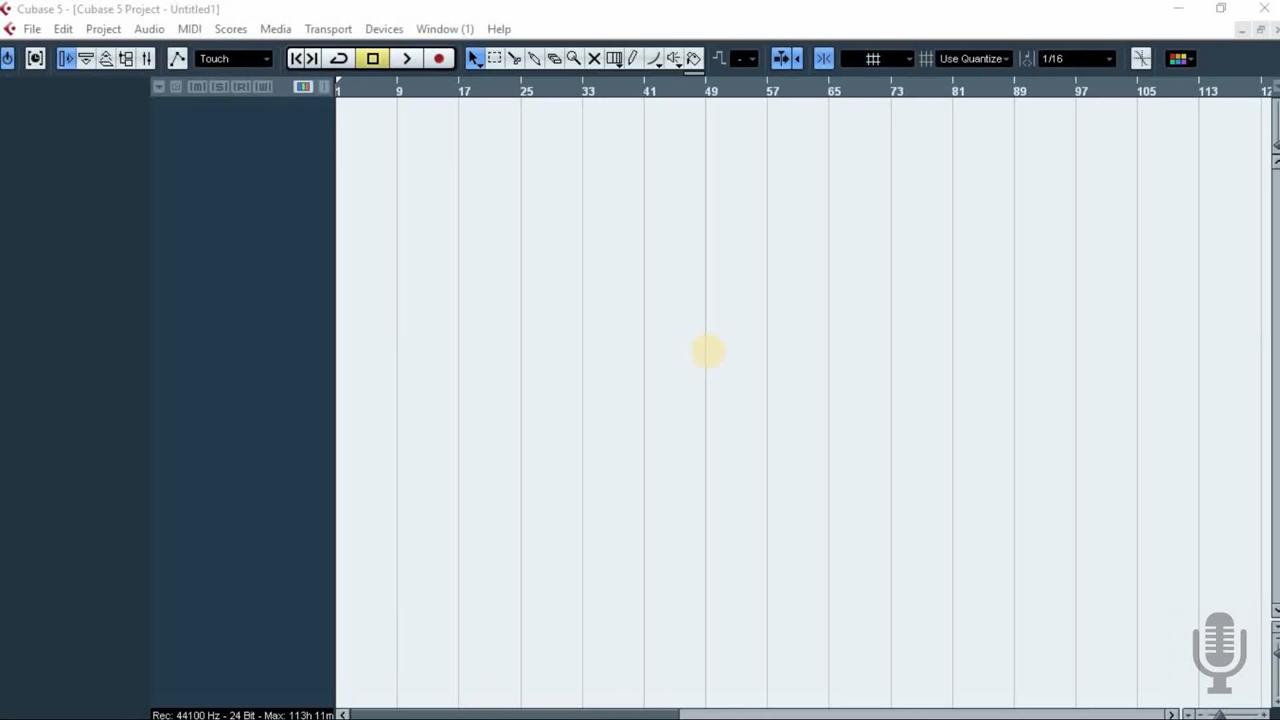 Cubase 5 - [Cubase 5 Project - Untitled1]
File Edit Project Audio MIDI Scores Media Transport Devices Window (1) Help
Touch - Use Quantize 1/16
M S R W
1 9 17 25 33 41 49 57 65 73 81 89 97 105 113 12
Rec: 44100 Hz - 24 Bit - Max: 113h 11m